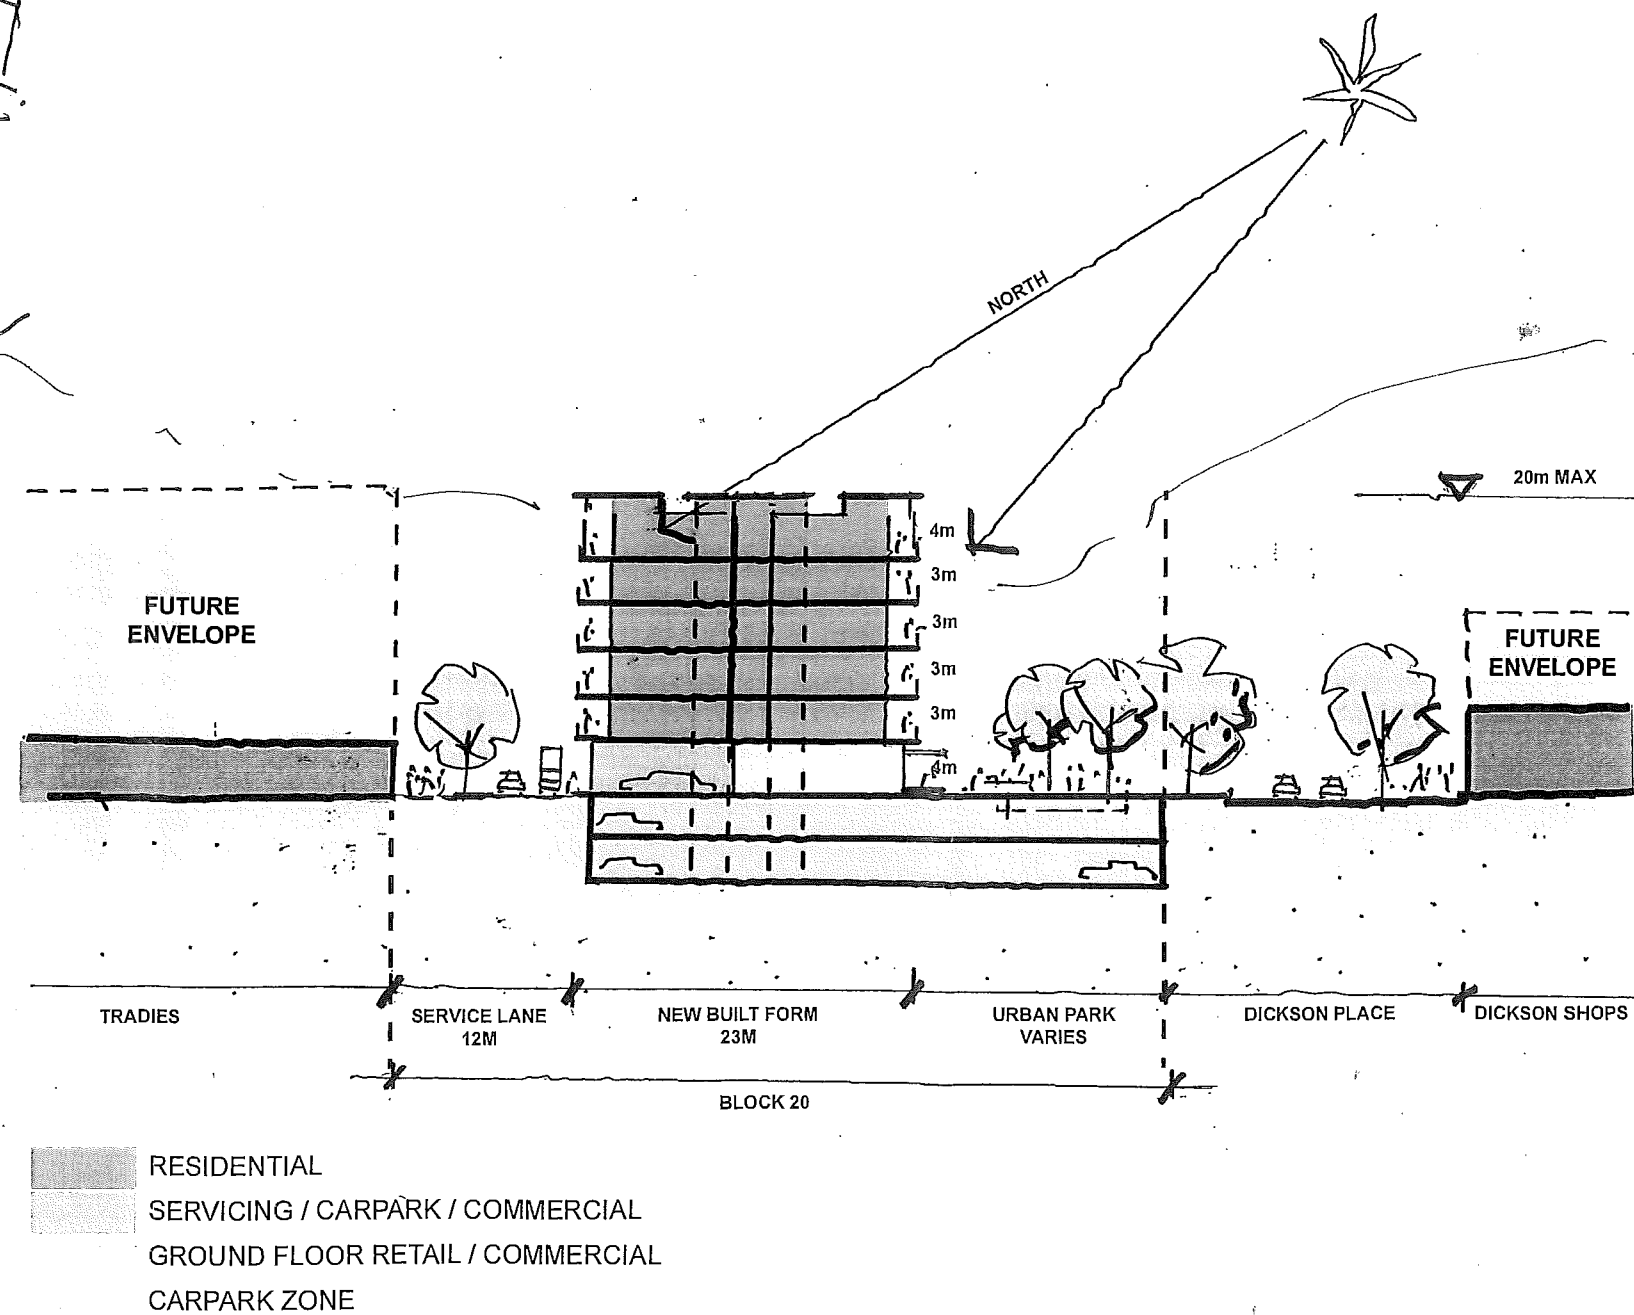 NORTH
20m MAX
4m
3m
3m
3m
3m
4m
FUTURE
ENVELOPE
FUTURE
ENVELOPE
TRADIES
SERVICE LANE
12M
NEW BUILT FORM
23M
URBAN PARK
VARIES
DICKSON PLACE
DICKSON SHOPS
BLOCK 20
RESIDENTIAL
SERVICING / CARPARK / COMMERCIAL
GROUND FLOOR RETAIL / COMMERCIAL
CARPARK ZONE